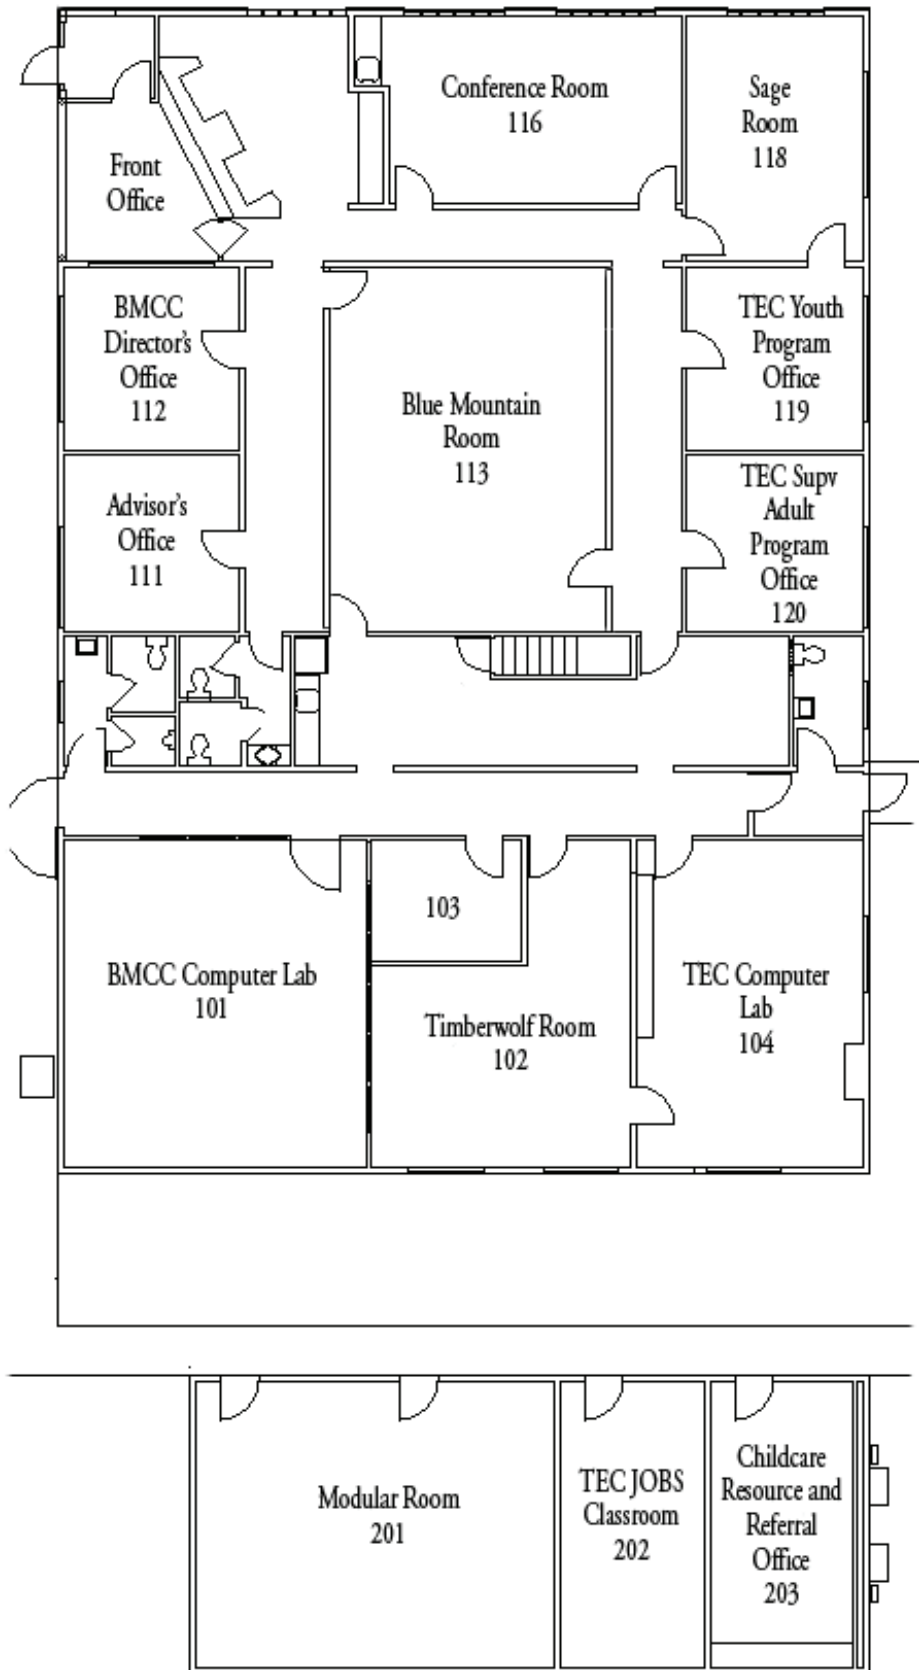 Conference Room
116
Sage
Room
118
Front
Office
BMCC
Director's
Office
112
Blue Mountain
Room
113
TEC Youth
Program
Office
119
Advisor's
Office
111
TEC Supv
Adult
Program
Office
120
103
BMCC Computer Lab
101
Timberwolf Room
102
TEC Computer
Lab
104
Modular Room
201
TEC JOBS
Classroom
202
Childcare
Resource and
Referral
Office
203